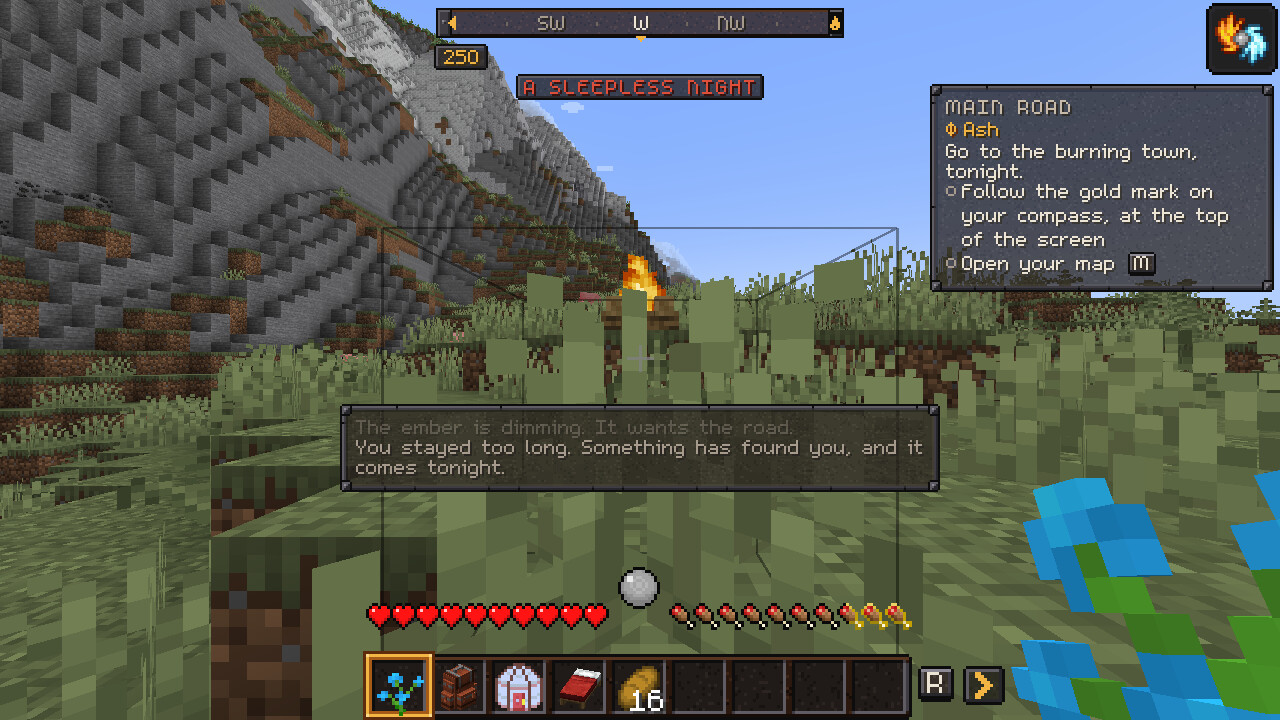 SW W NW
250
A SLEEPLESS NIGHT
MAIN ROAD
Ash
Go to the burning town,
tonight.
Follow the gold mark on
your compass, at the top
of the screen
Open your map M
The ember is dimming. It wants the road.
You stayed too long. Something has found you, and it
comes tonight.
16
R